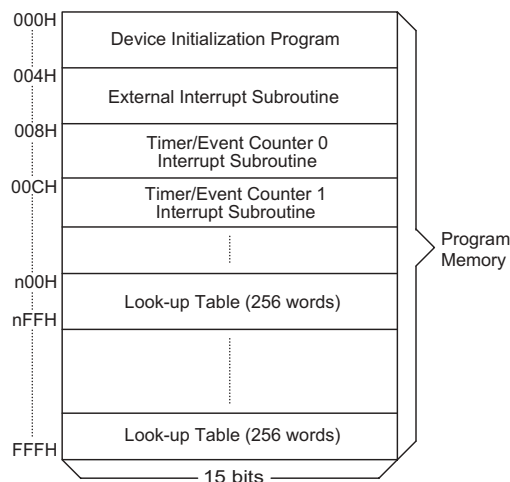 000H
Device Initialization Program
004H
External Interrupt Subroutine
008H
Timer/Event Counter 0
Interrupt Subroutine
00CH
Timer/Event Counter 1
Interrupt Subroutine
Program
Memory
n00H
Look-up Table (256 words)
nFFH
Look-up Table (256 words)
FFFH
15 bits